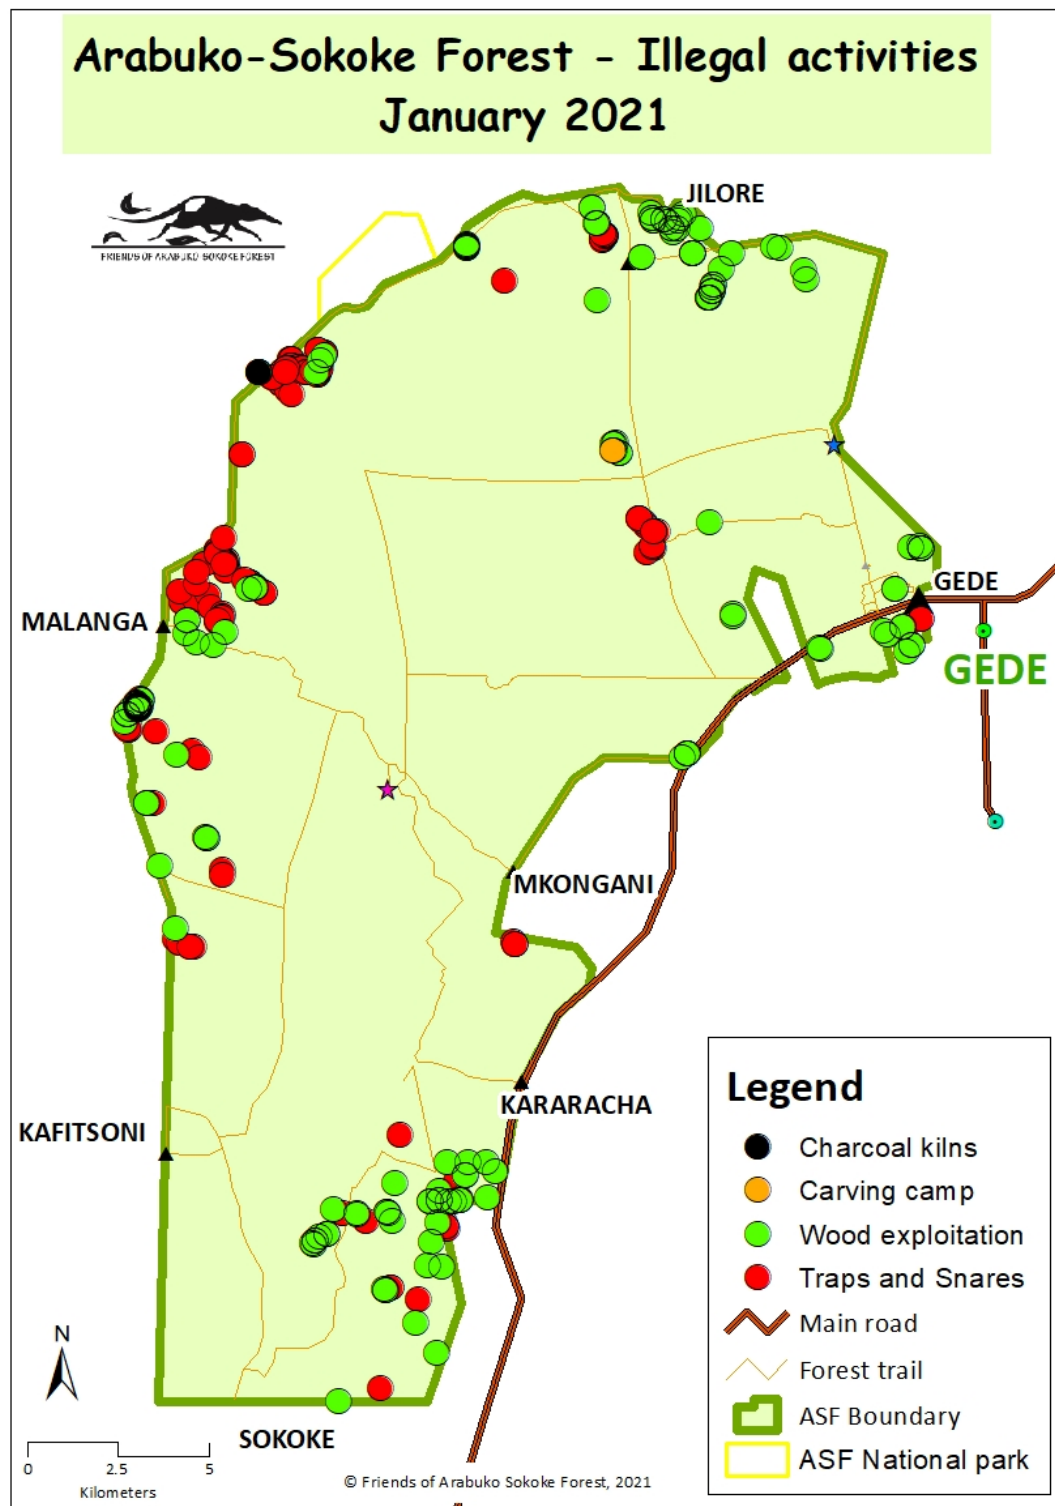 Arabuko-Sokoke Forest - Illegal activities
January 2021
JILORE
FRIENDS OF ARABUKO-SOKOKE FOREST
GEDE
MALANGA
GEDE
MKONGANI
KARARACHA
KAFITSONI
SOKOKE
Legend
Charcoal kilns
Carving camp
Wood exploitation
Traps and Snares
Main road
Forest trail
ASF Boundary
ASF National park
N
0 2.5 5
Kilometers
© Friends of Arabuko Sokoke Forest, 2021